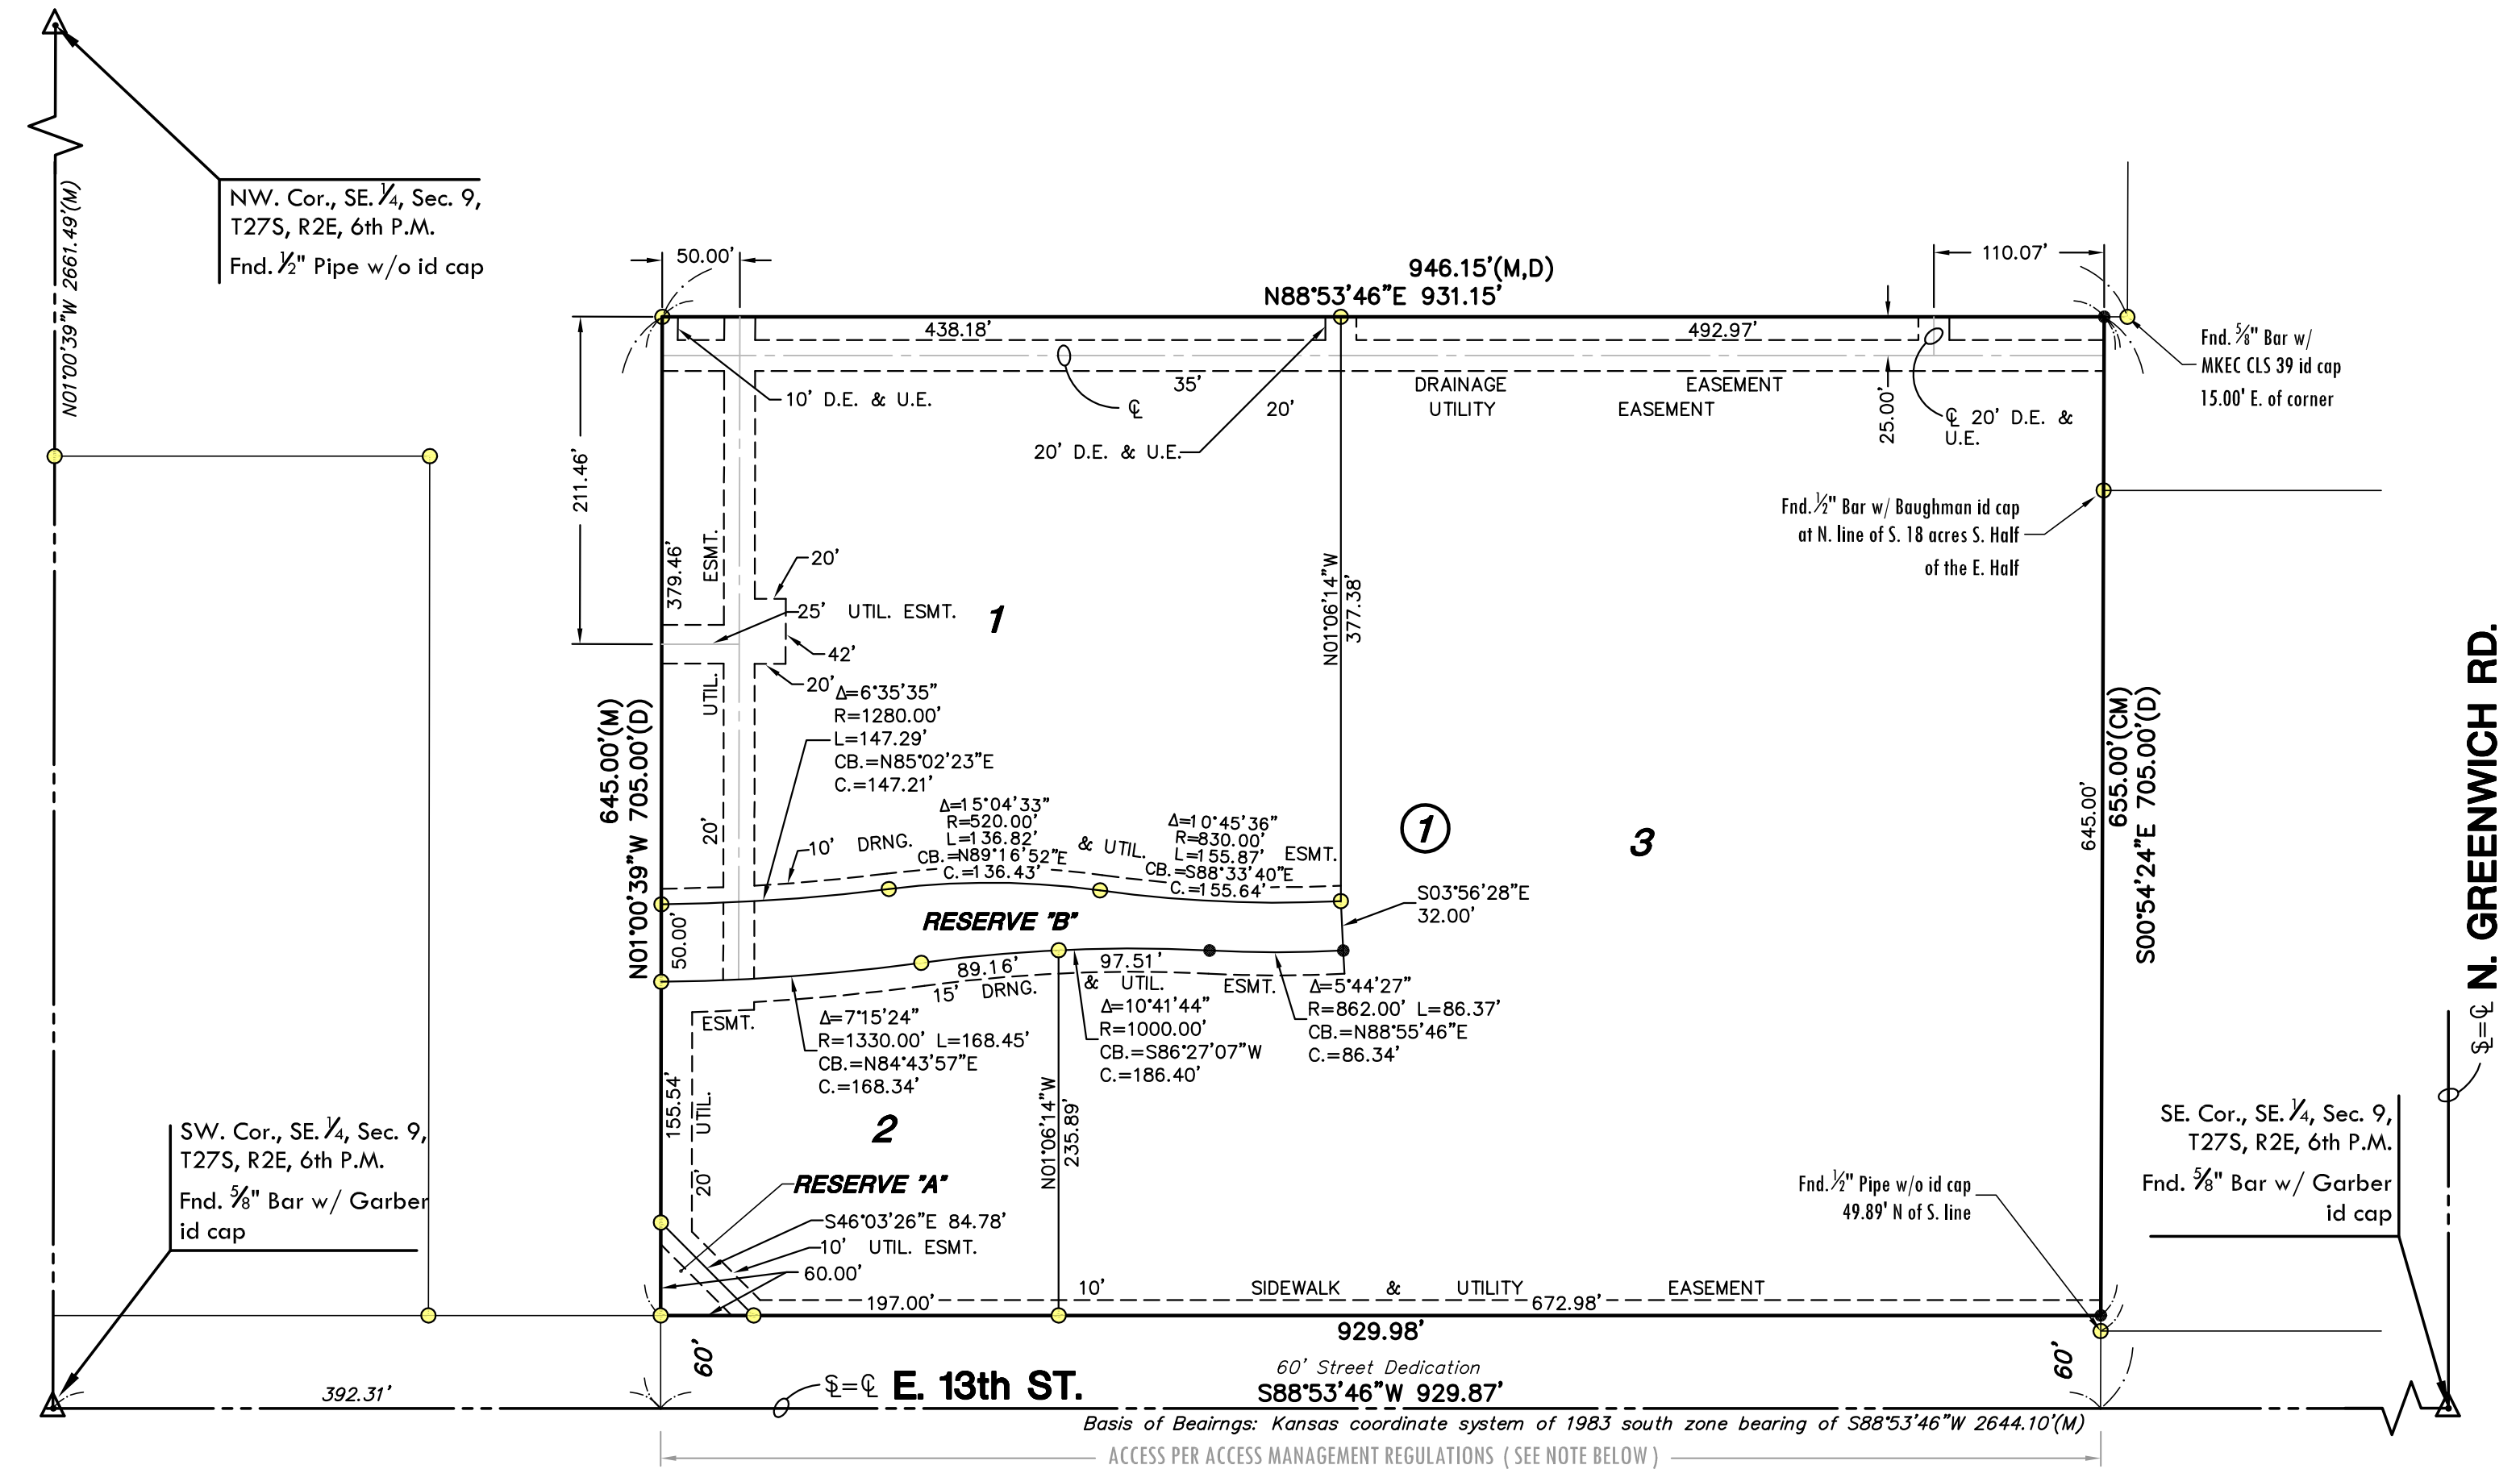 NW. Cor., SE. 1/4, Sec. 9,
T27S, R2E, 6th P.M.
Fnd. 1/2" Pipe w/o id cap
N01°00'39"W 2661.49'(M)
50.00'
946.15'(M,D)
N88°53'46"E 931.15'
110.07'
438.18'
492.97'
Fnd. 5/8" Bar w/
MKEC CLS 39 id cap
15.00' E. of corner
10' D.E. & U.E.
℄
35' DRAINAGE EASEMENT
20' UTILITY EASEMENT
20' D.E. & U.E.
25.00'
℄ 20' D.E. &
U.E.
211.46'
Fnd. 1/2" Bar w/ Baughman id cap
at N. line of S. 18 acres S. Half
of the E. Half
379.46'
ESMT.
UTIL.
20'
20'
25' UTIL. ESMT.
42'
20'
1
N01°06'14"W
377.38'
645.00'(M)
N01°00'39"W 705.00'(D)
Δ=6°35'35"
R=1280.00'
L=147.29'
CB.=N85°02'23"E
C.=147.21'
Δ=15°04'33"
R=520.00'
L=136.82'
CB.=N89°16'52"E
C.=136.43'
Δ=10°45'36"
R=830.00'
L=155.87'
CB.=S88°33'40"E
C.=155.64'
10' DRNG. & UTIL. ESMT.
1
3
645.00'
655.00'(CM)
S00°54'24"E 705.00'(D)
N. GREENWICH RD.
S03°56'28"E
32.00'
RESERVE "B"
50.00'
89.16'
97.51'
15' DRNG. & UTIL. ESMT.
ESMT.
Δ=7°15'24"
R=1330.00' L=168.45'
CB.=N84°43'57"E
C.=168.34'
Δ=10°41'44"
R=1000.00'
CB.=S86°27'07"W
C.=186.40'
Δ=5°44'27"
R=862.00' L=86.37'
CB.=N88°55'46"E
C.=86.34'
155.54'
UTIL.
20'
2
N01°06'14"W
235.89'
SW. Cor., SE. 1/4, Sec. 9,
T27S, R2E, 6th P.M.
Fnd. 5/8" Bar w/ Garber
id cap
RESERVE "A"
S46°03'26"E 84.78'
10' UTIL. ESMT.
60.00'
Fnd. 1/2" Pipe w/o id cap
49.89' N of S. line
SE. Cor., SE. 1/4, Sec. 9,
T27S, R2E, 6th P.M.
Fnd. 5/8" Bar w/ Garber
id cap
10' SIDEWALK & UTILITY EASEMENT
197.00'
672.98'
929.98'
60'
60'
60' Street Dedication
392.31'
E. 13th ST.
S88°53'46"W 929.87'
Basis of Beairngs: Kansas coordinate system of 1983 south zone bearing of S88°53'46"W 2644.10'(M)
ACCESS PER ACCESS MANAGEMENT REGULATIONS ( SEE NOTE BELOW )